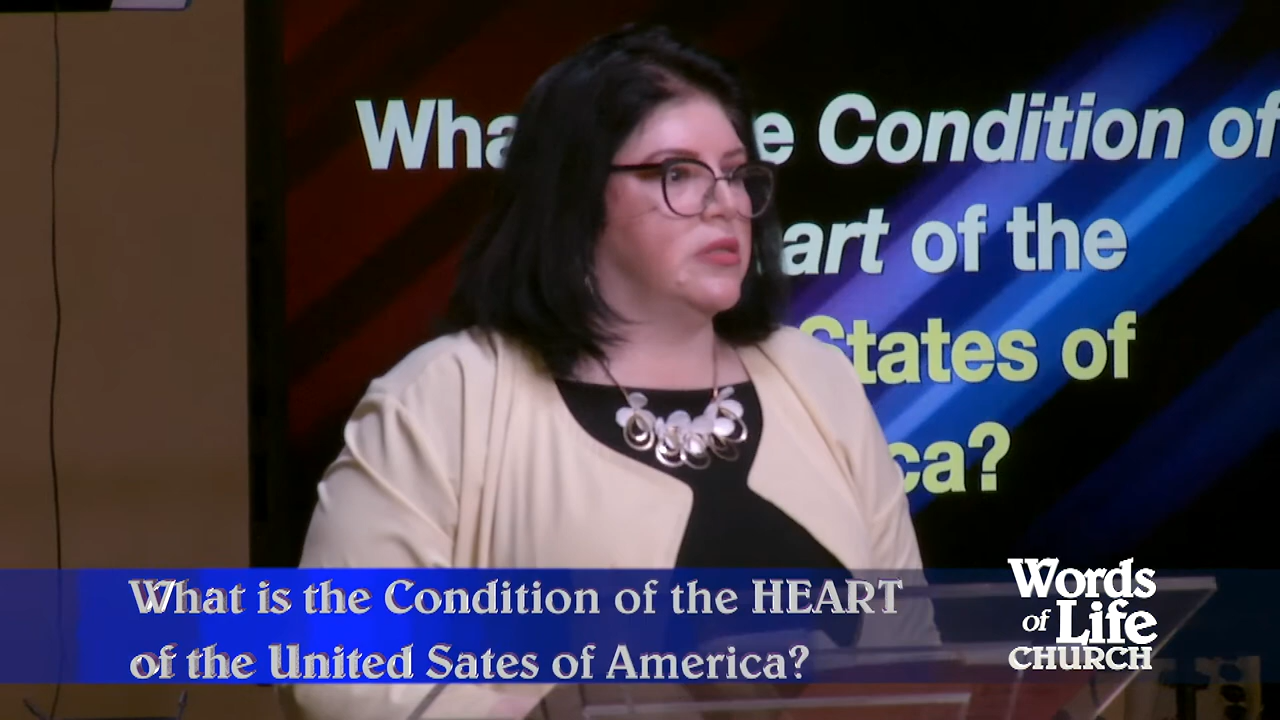 Wha e Condition of
art of the
States of
ca?
What is the Condition of the HEART
of the United Sates of America?
Words
of Life
CHURCH